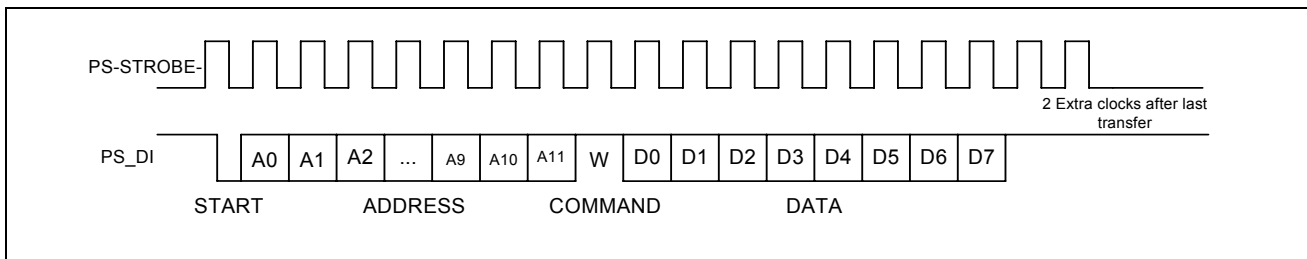 PS-STROBE-
2 Extra clocks after last
transfer
PS_DI A0 A1 A2 ... A9 A10 A11 W D0 D1 D2 D3 D4 D5 D6 D7
START ADDRESS COMMAND DATA